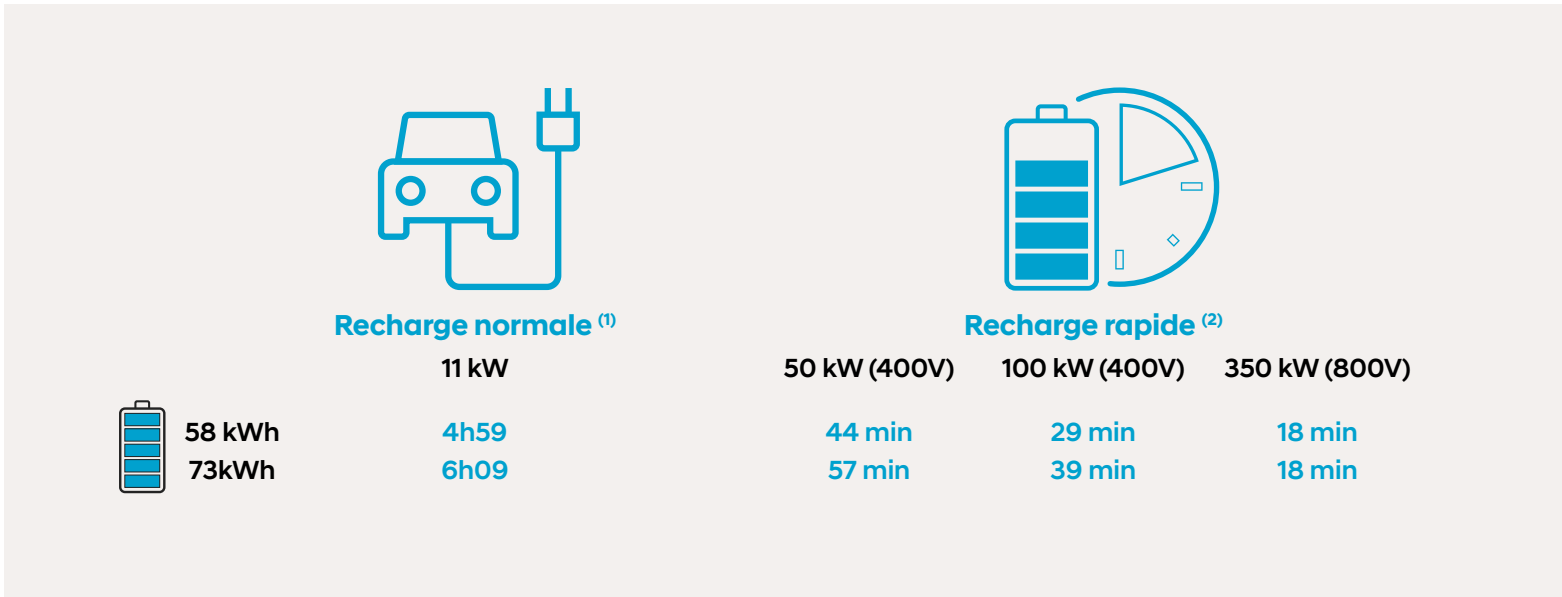 Recharge normale (1)
Recharge rapide (2)
11 kW
50 kW (400V)
100 kW (400V)
350 kW (800V)
58 kWh
4h59
44 min
29 min
18 min
73kWh
6h09
57 min
39 min
18 min